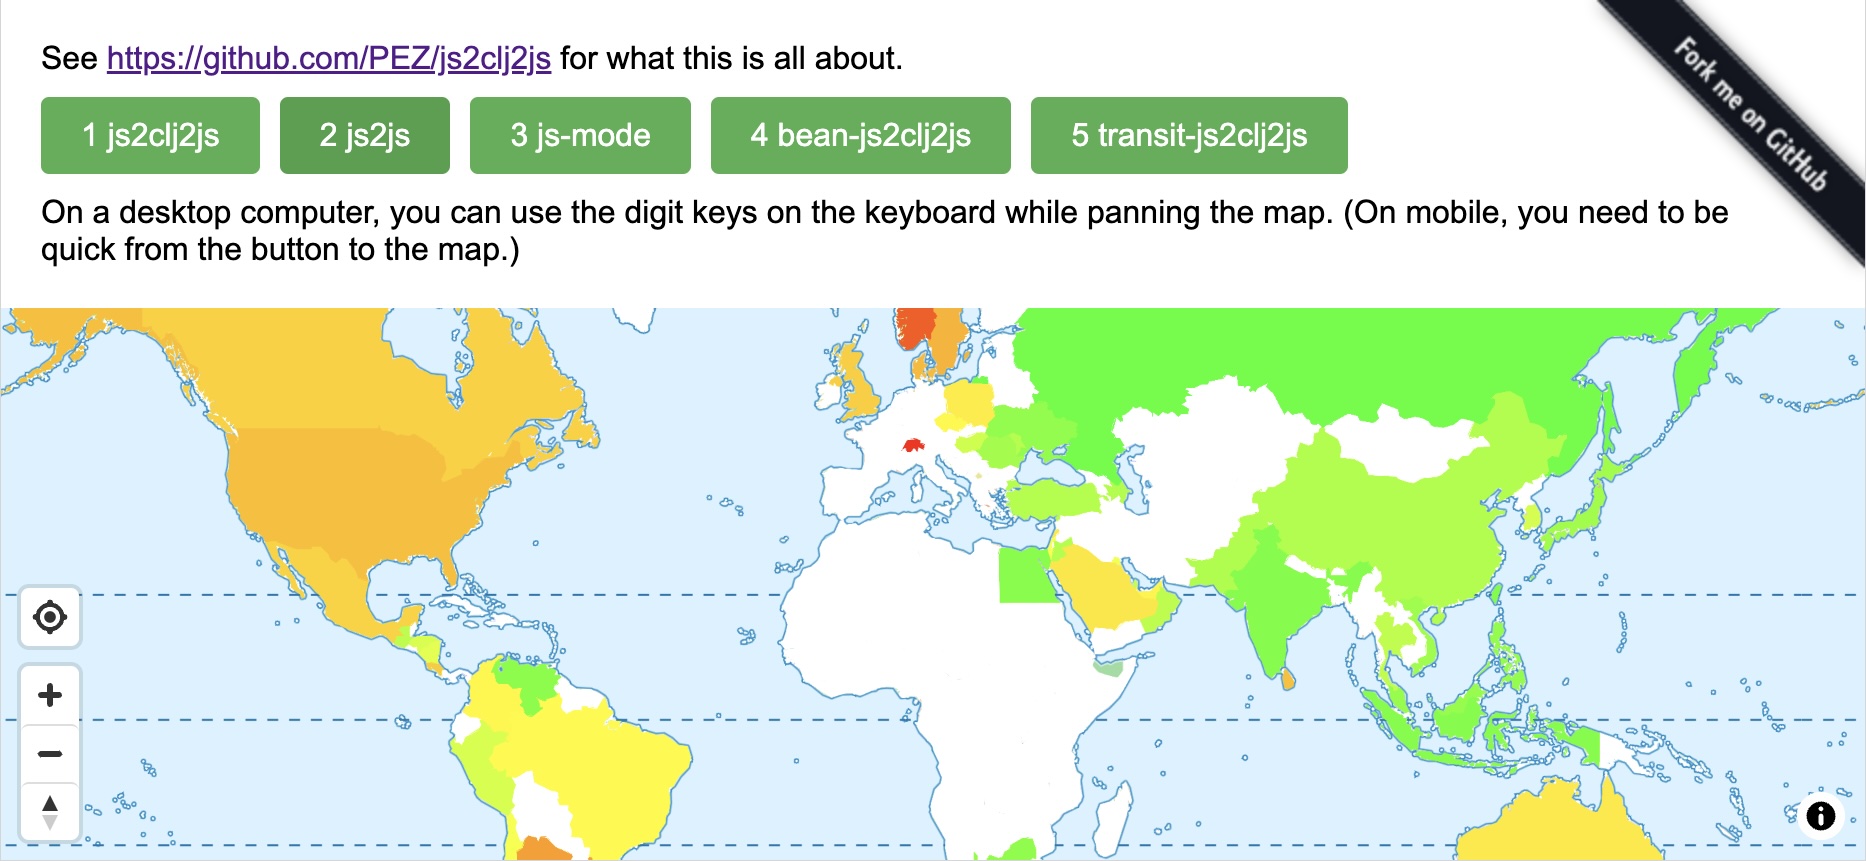 See https://github.com/PEZ/js2clj2js for what this is all about.
Fork me on GitHub
1 js2clj2js
2 js2js
3 js-mode
4 bean-js2clj2js
5 transit-js2clj2js
On a desktop computer, you can use the digit keys on the keyboard while panning the map. (On mobile, you need to be
quick from the button to the map.)